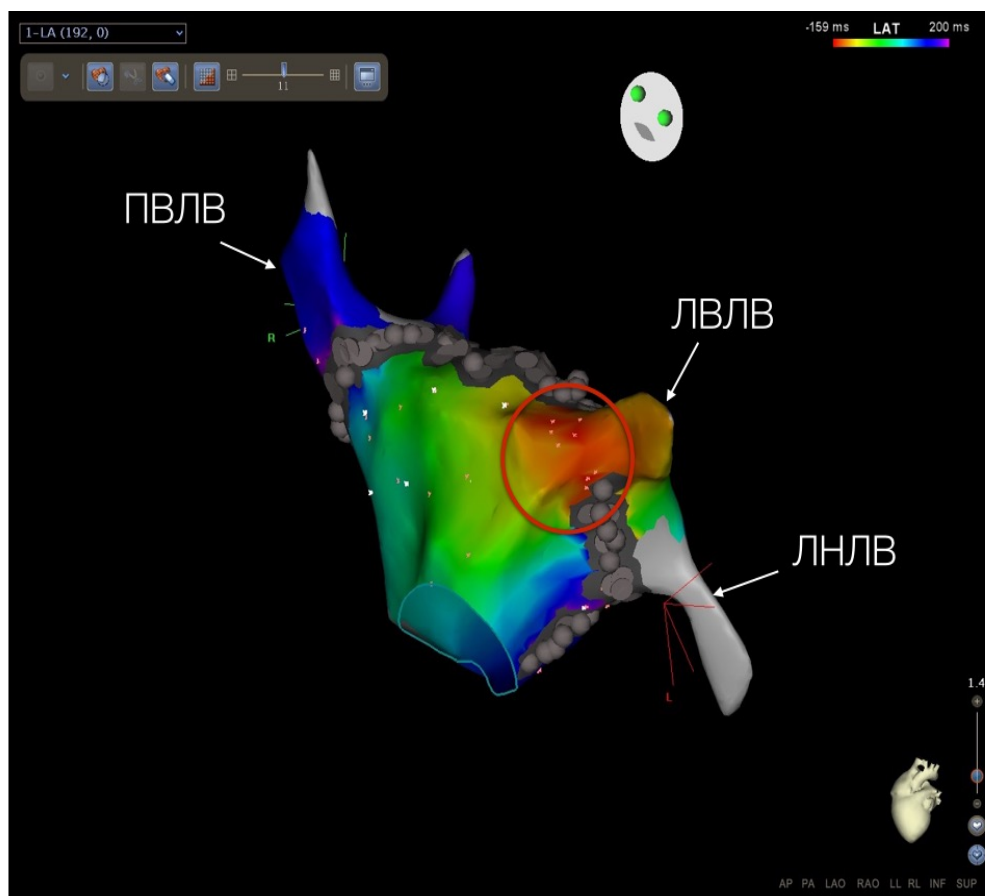 1-LA (192, 0)
-159 ms LAT 200 ms
11
ПВЛВ
R
ЛВЛВ
ЛНЛВ
L
1.4
AP PA LAO RAO LL RL INF SUP